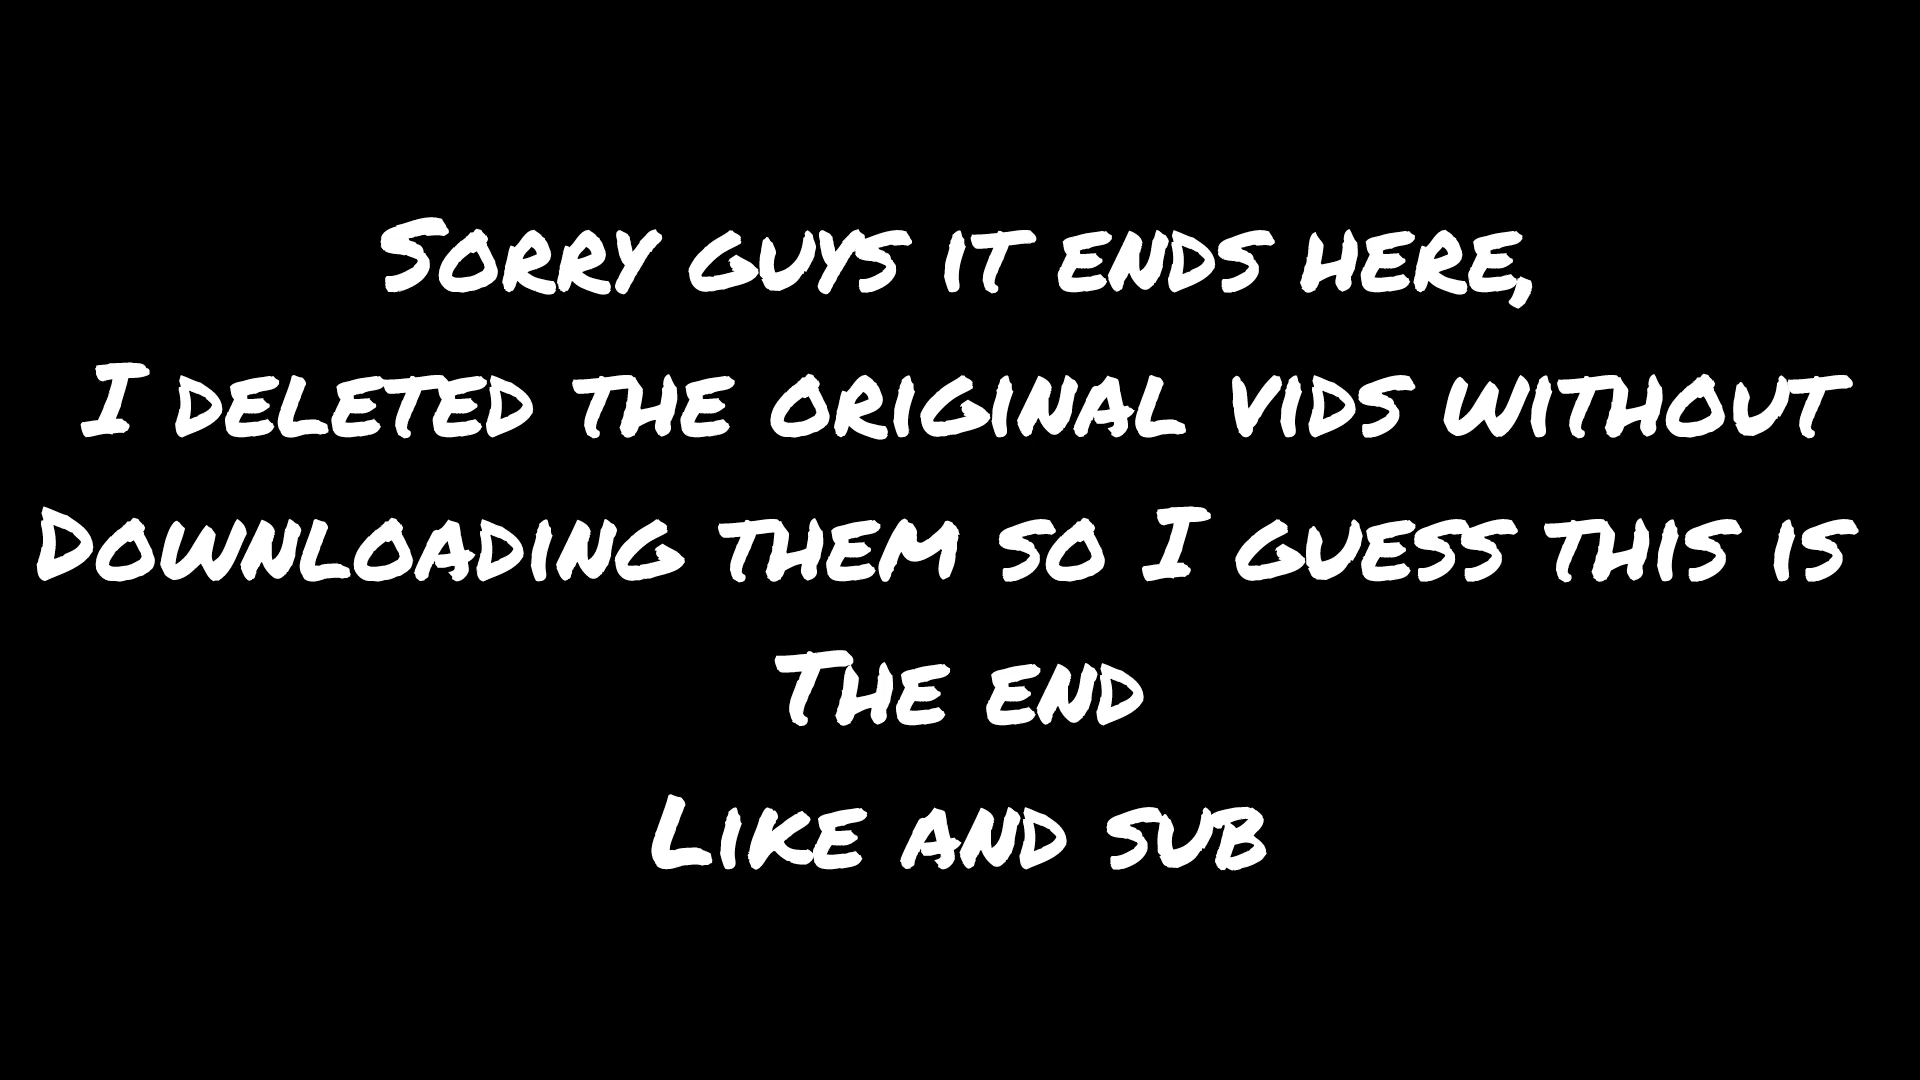 Sorry guys it ends here,
I deleted the original vids without
Downloading them so I guess this is
The end
Like and sub